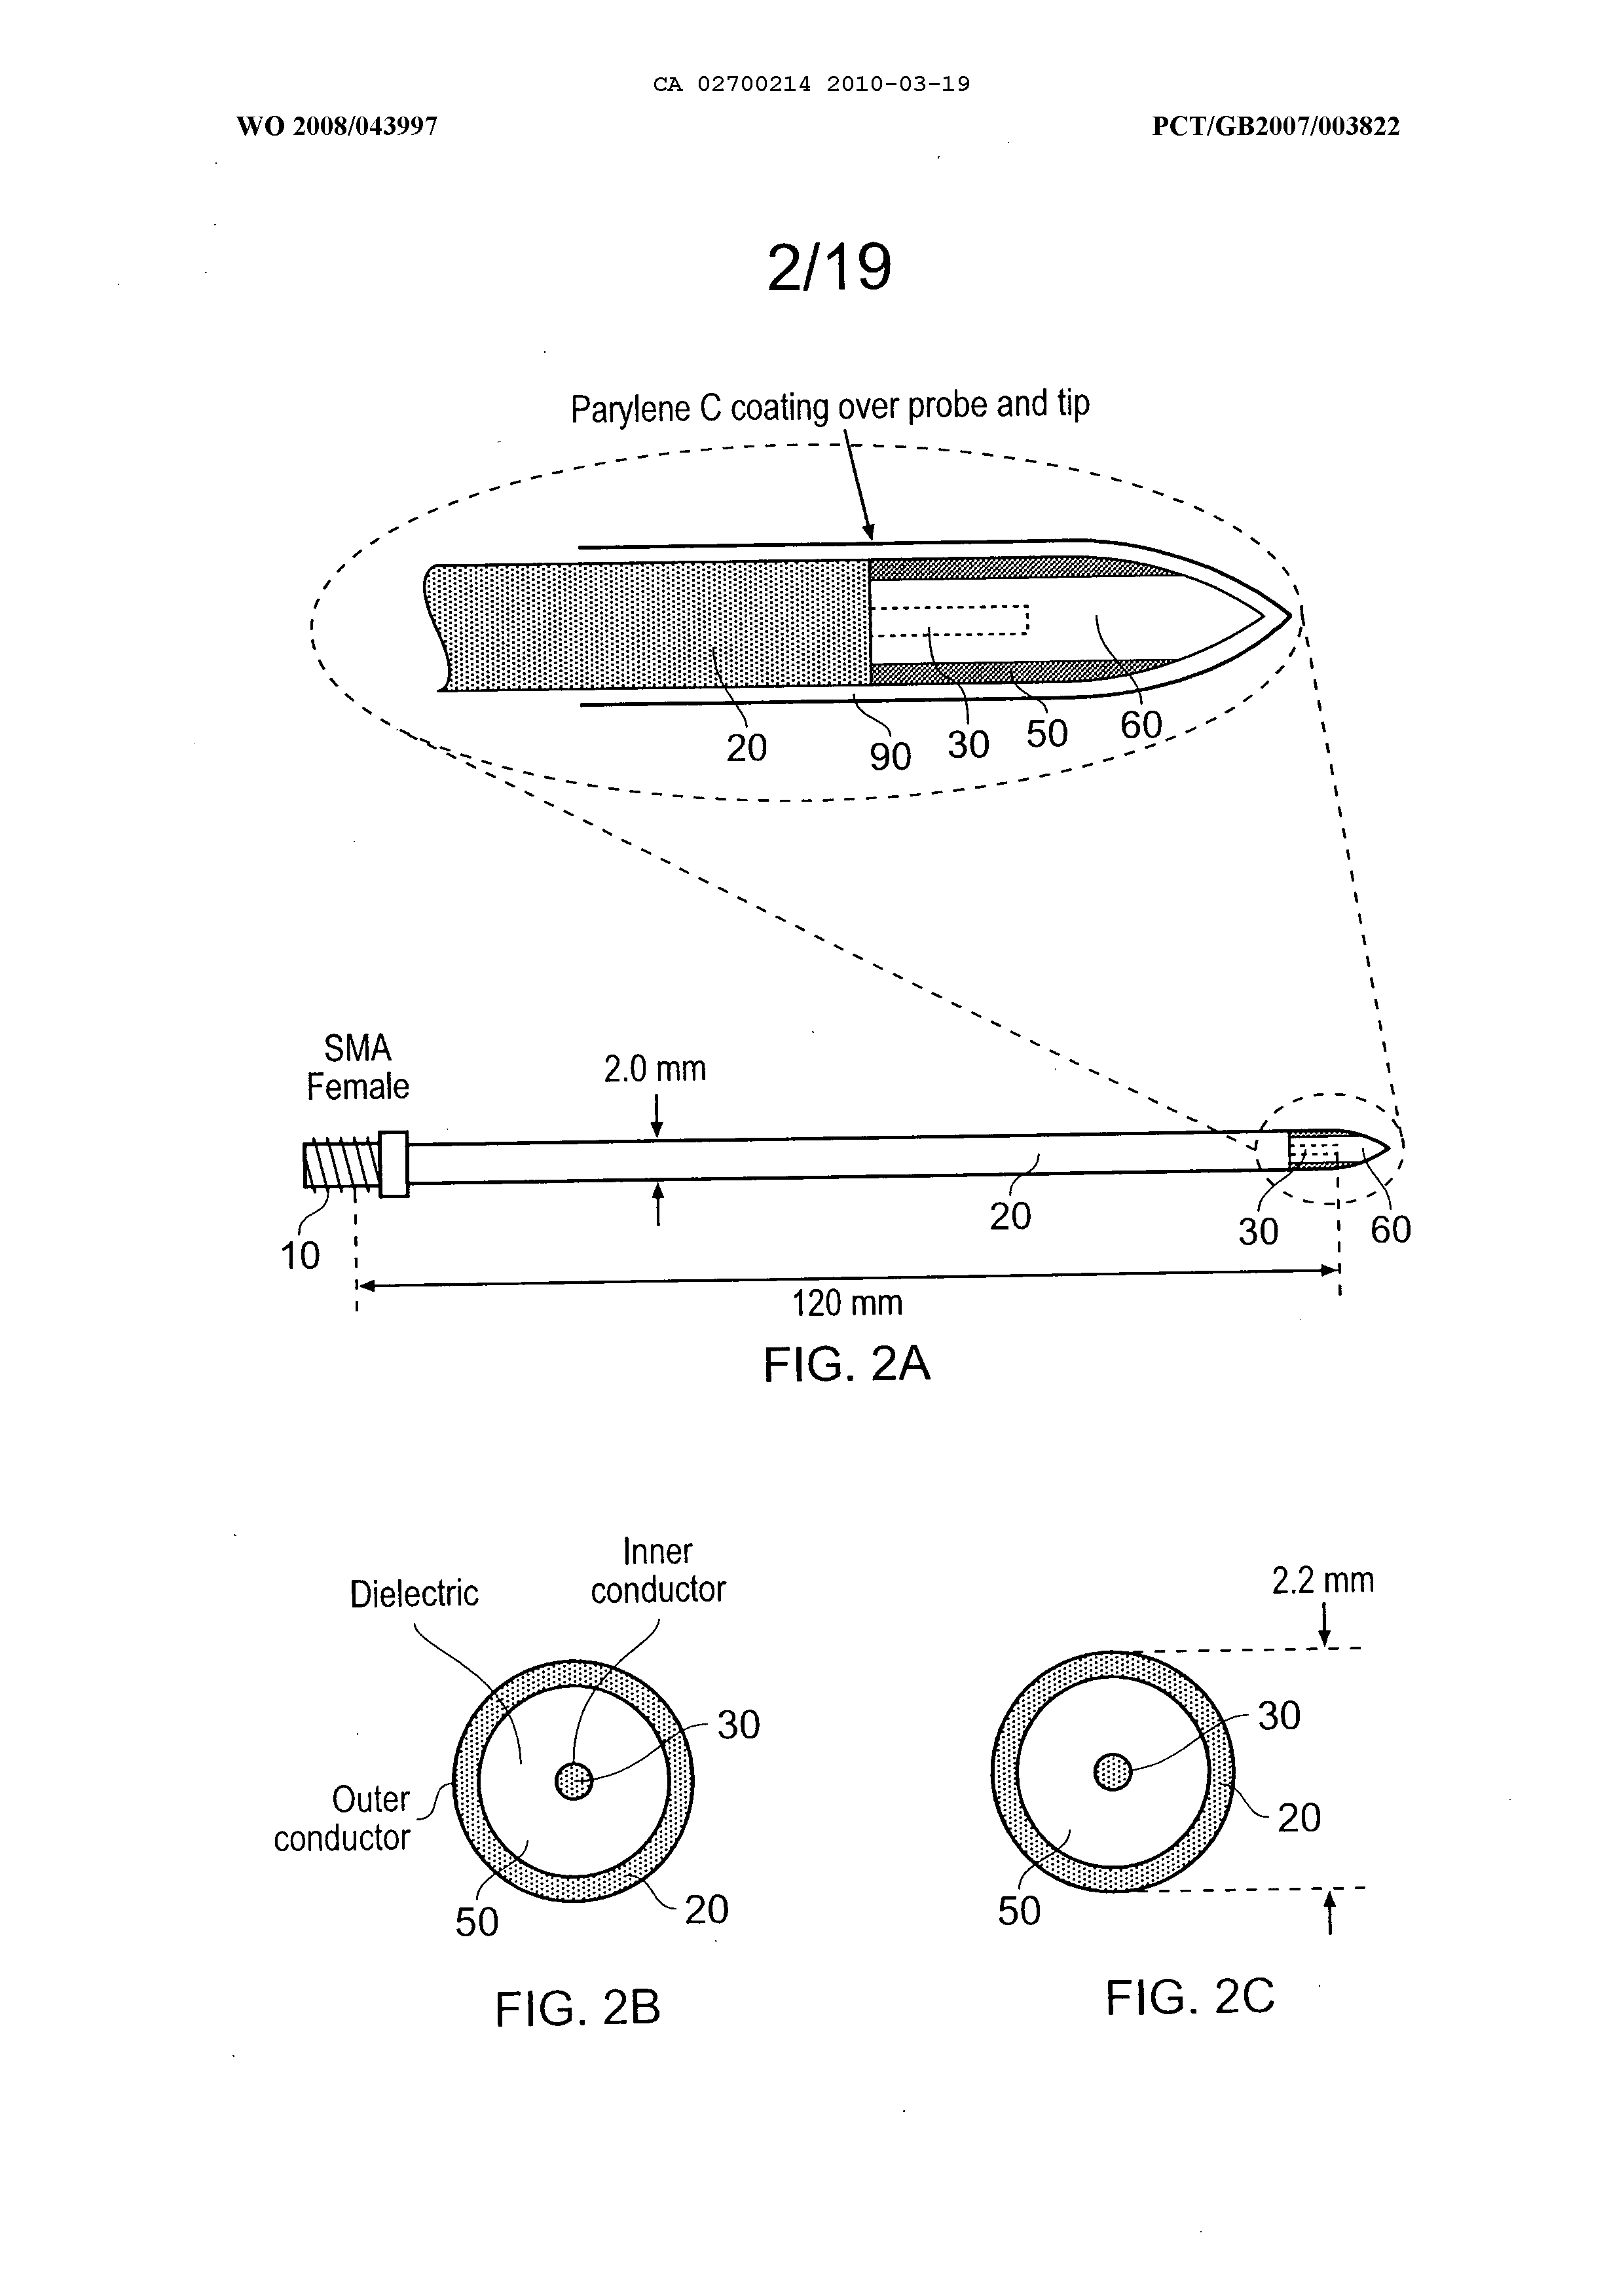 CA 02700214 2010-03-19
WO 2008/043997
PCT/GB2007/003822
2/19
Parylene C coating over probe and tip
20
90
30
50
60
SMA
Female
2.0 mm
10
20
30
60
120 mm
FIG. 2A
Inner
conductor
Dielectric
30
Outer
conductor
50
20
FIG. 2B
2.2 mm
30
20
50
FIG. 2C